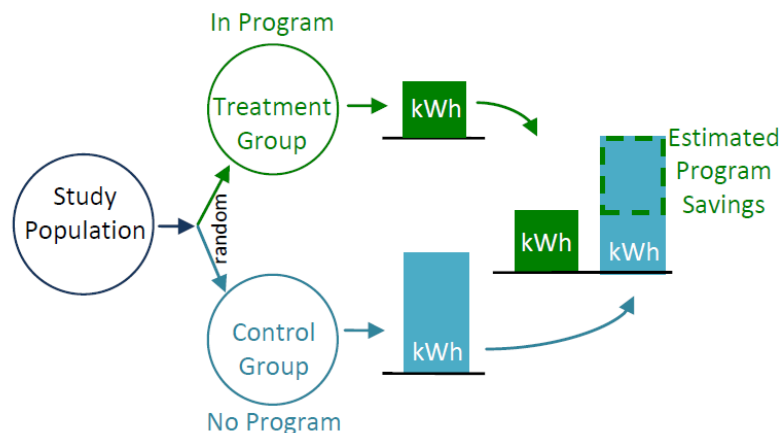 In Program
Treatment
Group
kWh
Study
Population
random
Control
Group
No Program
kWh
kWh
kWh
Estimated
Program
Savings